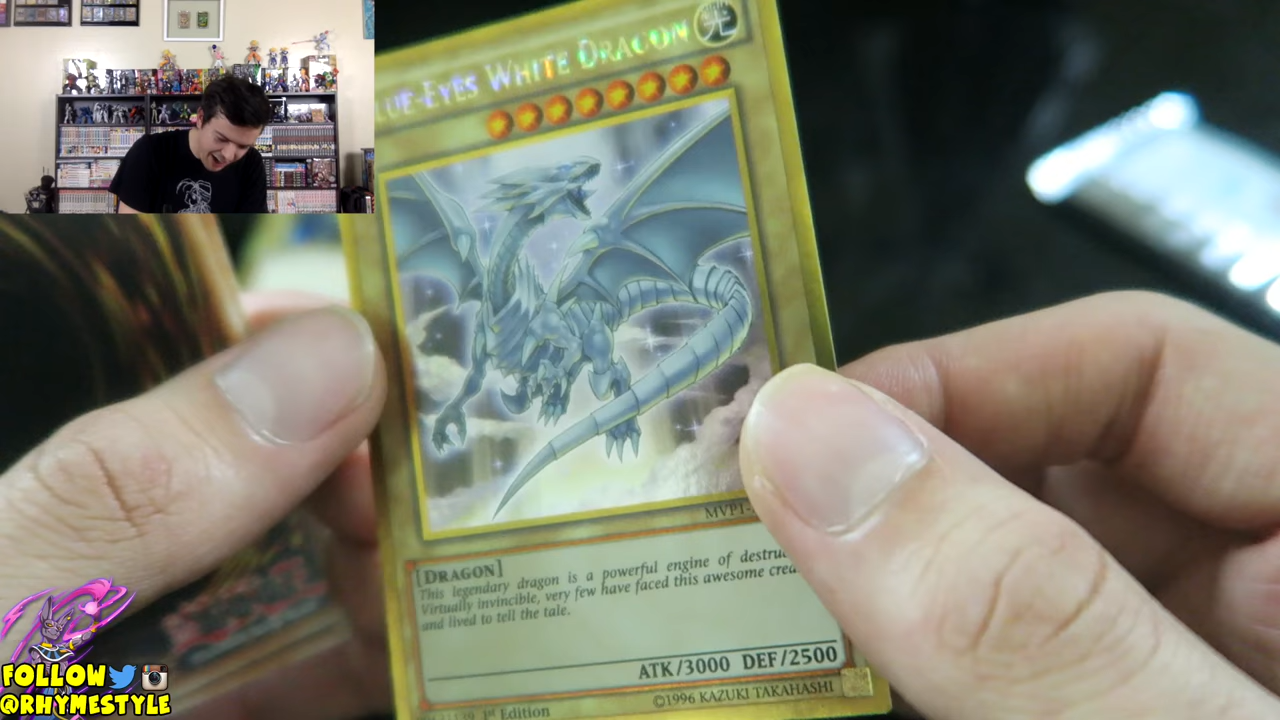 LUE-EYES WHITE DRAGON 光
MVP1-
[DRAGON]
This legendary dragon is a powerful engine of destru
Virtually invincible, very few have faced this awesome crea
and lived to tell the tale.
ATK/3000 DEF/2500
1st Edition ©1996 KAZUKI TAKAHASHI
FOLLOW
@RHYMESTYLE